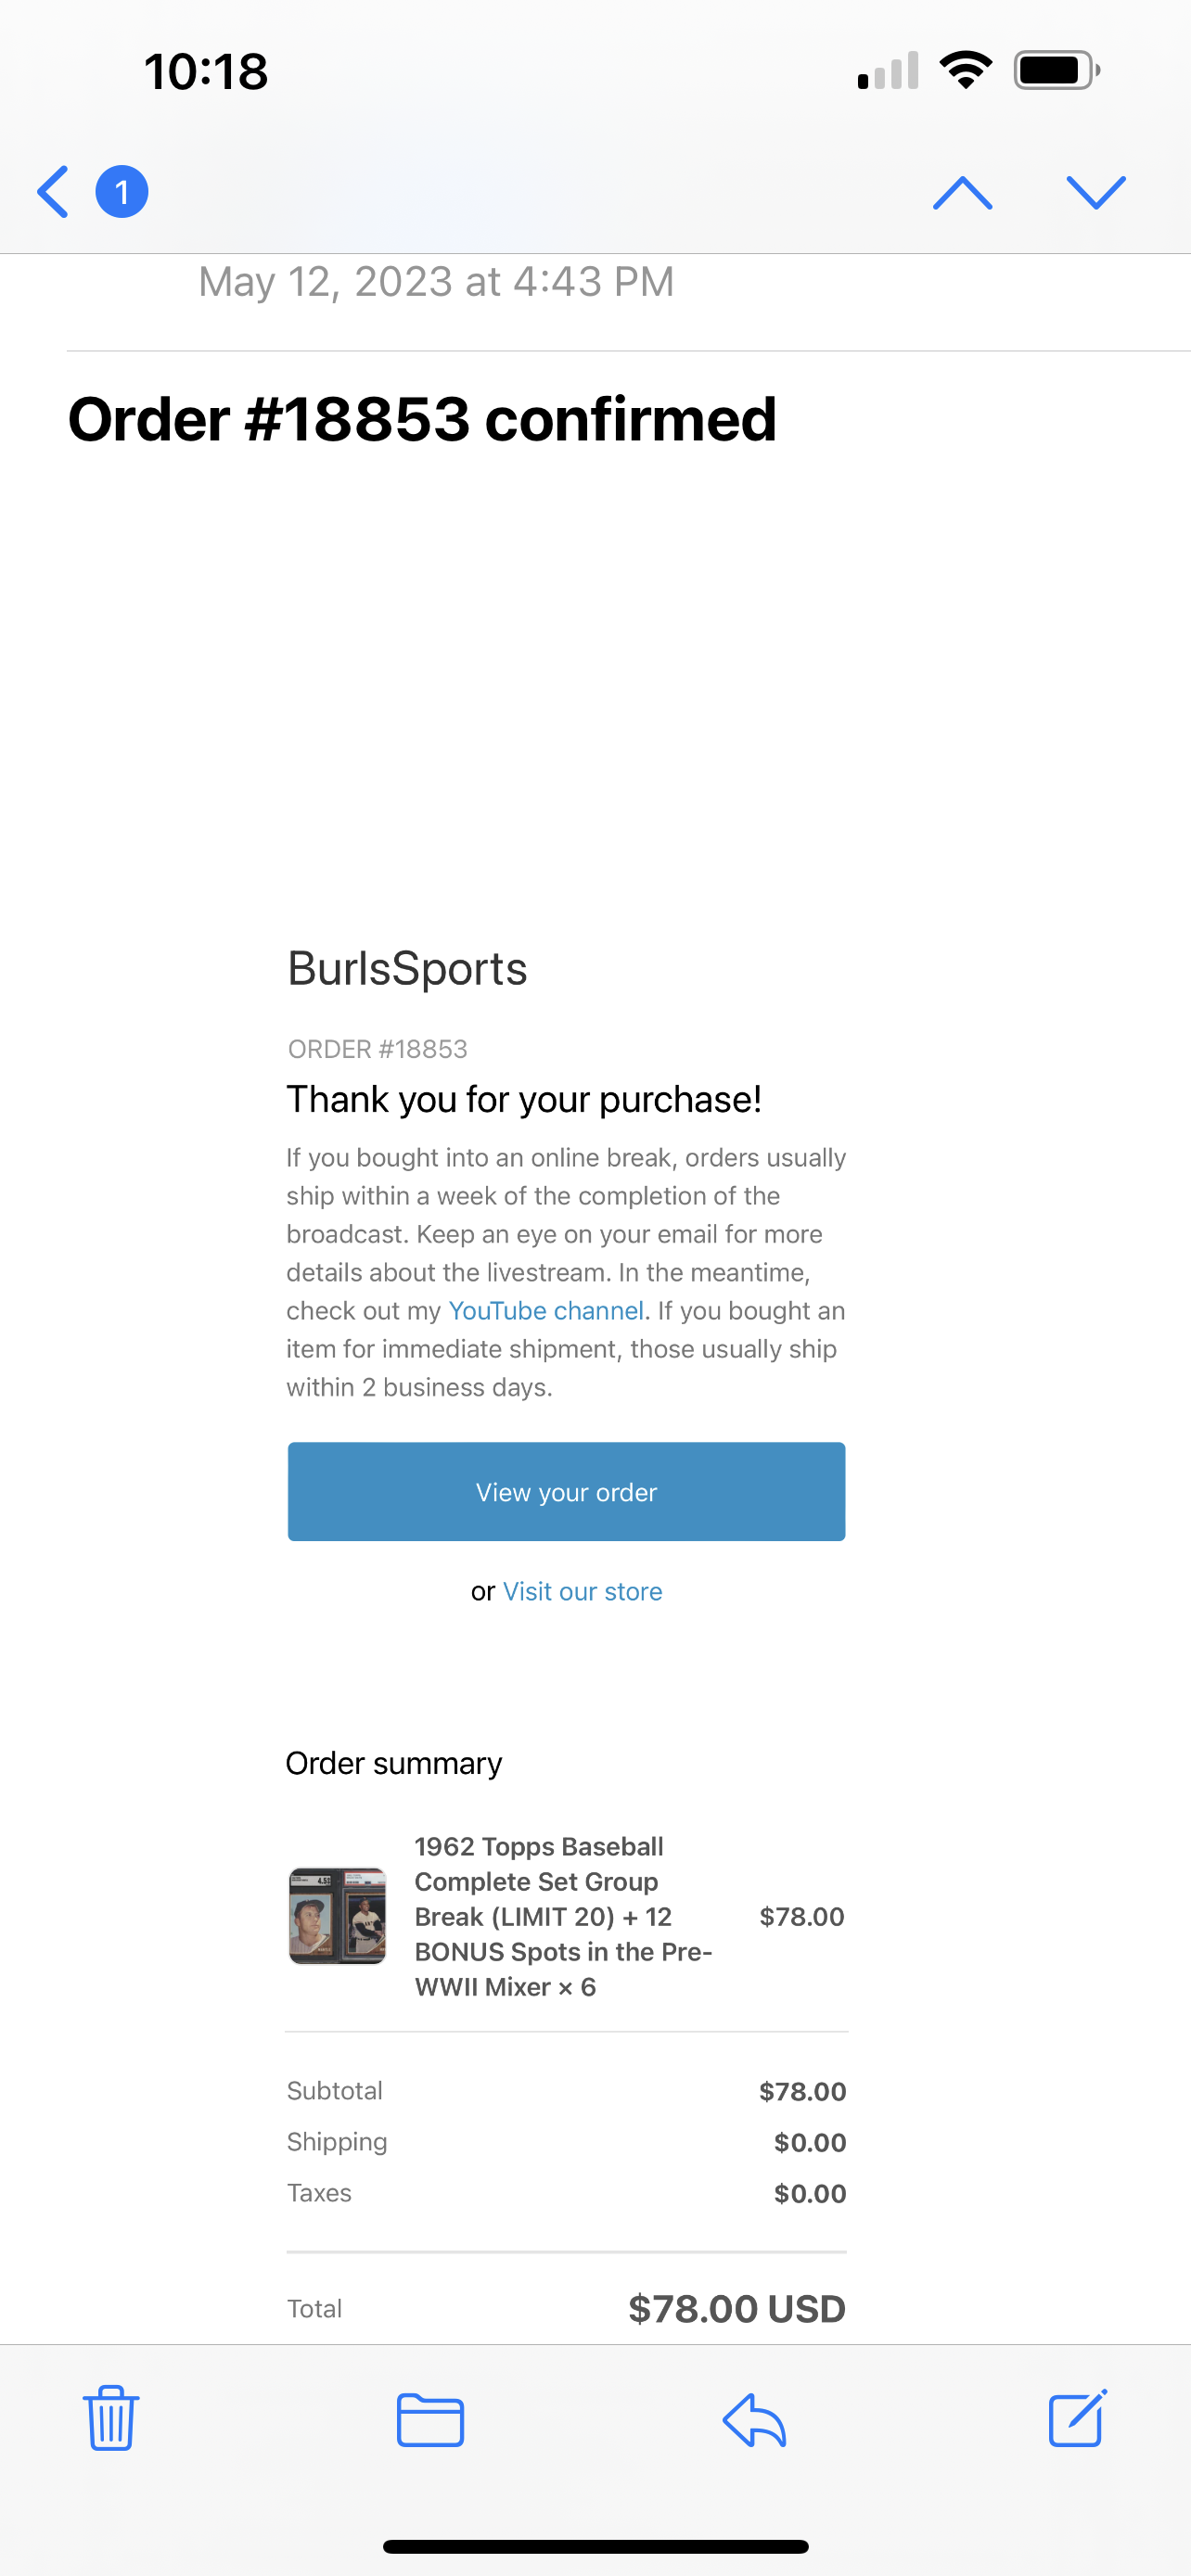 10:18
1
May 12, 2023 at 4:43 PM
Order #18853 confirmed
BurlsSports
ORDER #18853
Thank you for your purchase!
If you bought into an online break, orders usually
ship within a week of the completion of the
broadcast. Keep an eye on your email for more
details about the livestream. In the meantime,
check out my YouTube channel. If you bought an
item for immediate shipment, those usually ship
within 2 business days.
View your order
or Visit our store
Order summary
1962 Topps Baseball
Complete Set Group
Break (LIMIT 20) + 12
BONUS Spots in the Pre-
WWII Mixer × 6
$78.00
Subtotal $78.00
Shipping $0.00
Taxes $0.00
Total $78.00 USD